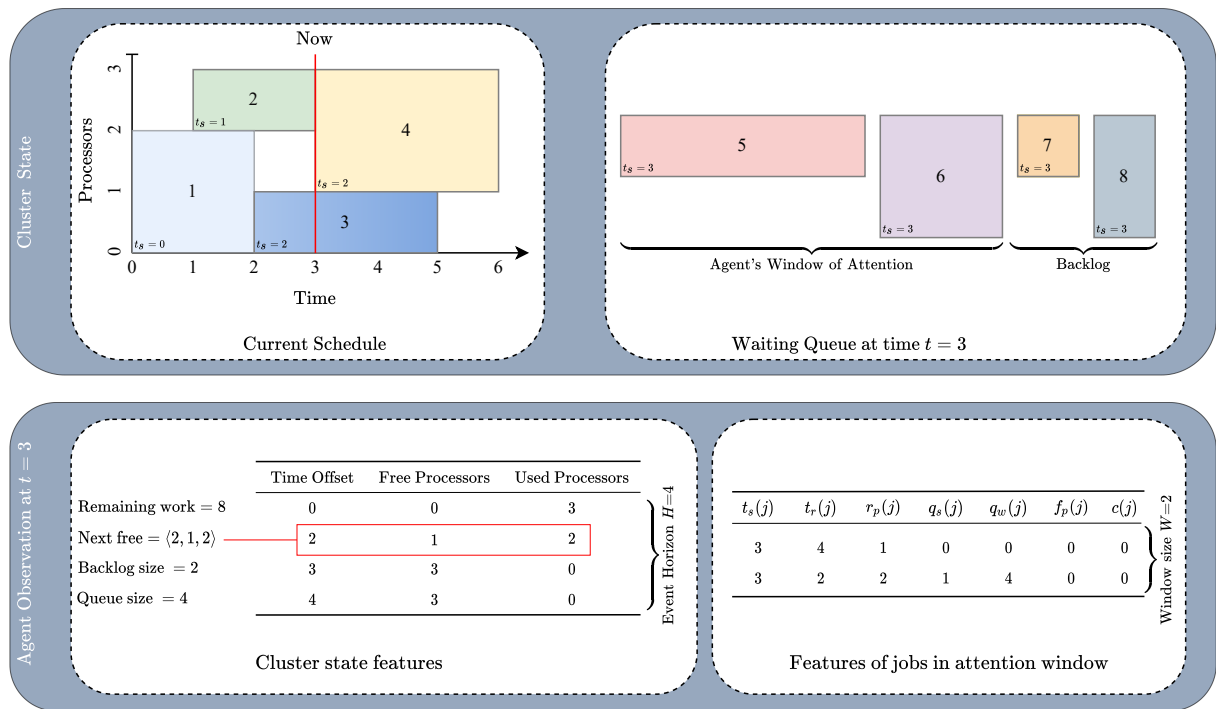 Cluster State
Now
Processors
3
2
1
0
2
t_s = 1
4
t_s = 2
1
t_s = 0
3
t_s = 2
0 1 2 3 4 5 6
Time
Current Schedule
5
t_s = 3
6
t_s = 3
7
t_s = 3
8
t_s = 3
Agent's Window of Attention
Backlog
Waiting Queue at time t = 3
Agent Observation at t = 3
Time Offset Free Processors Used Processors
Remaining work = 8 0 0 3
Next free = ⟨2, 1, 2⟩ 2 1 2
Backlog size = 2 3 3 0
Queue size = 4 4 3 0
Event Horizon H=4
Cluster state features
t_s(j) t_r(j) r_p(j) q_s(j) q_w(j) f_p(j) c(j)
3 4 1 0 0 0 0
3 2 2 1 4 0 0
Window size W=2
Features of jobs in attention window